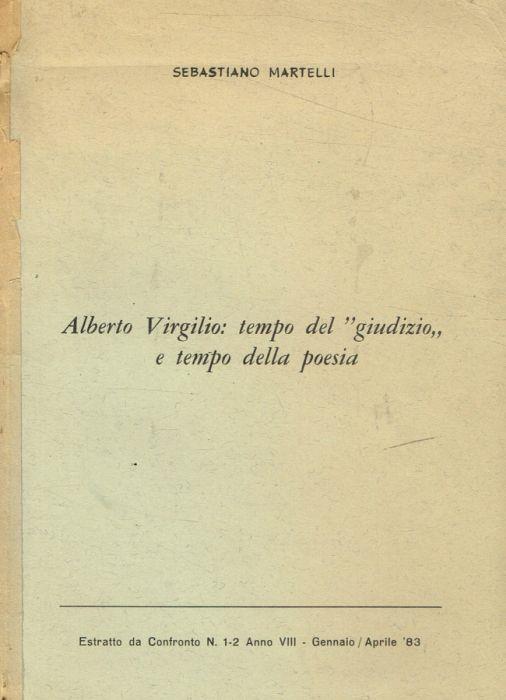 SEBASTIANO MARTELLI
Alberto Virgilio: tempo del ”giudizio„
e tempo della poesia
Estratto da Confronto N. 1-2 Anno VIII - Gennaio / Aprile '83